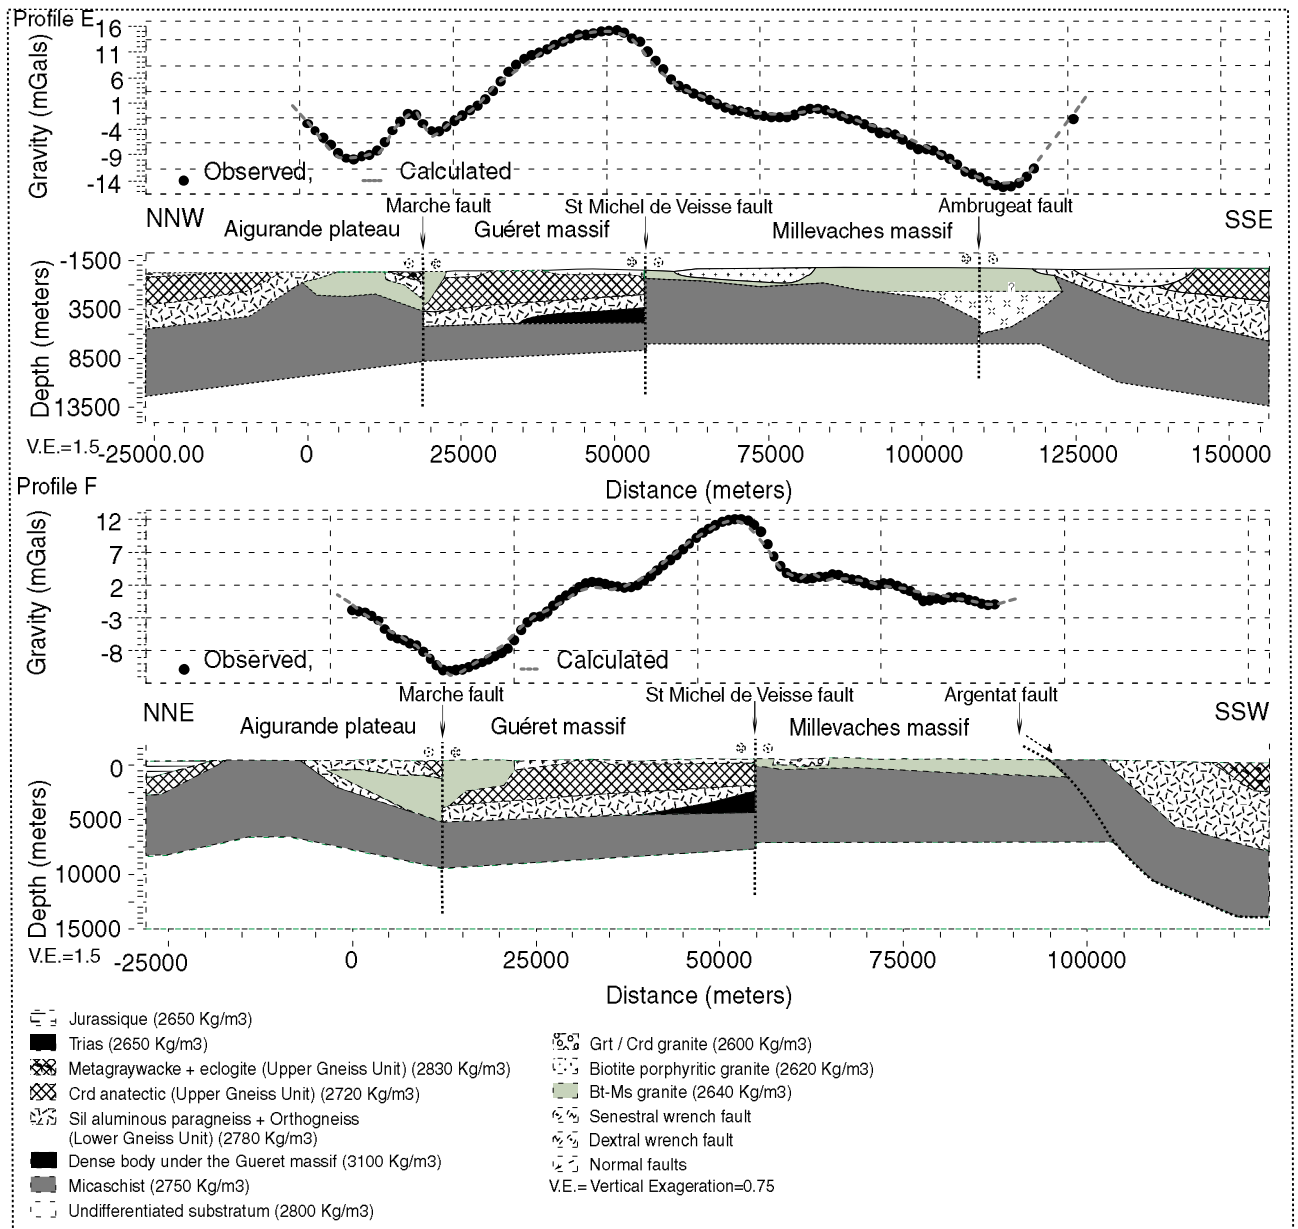 Profile E
16
11
6
1
-4
-9
-14
Gravity (mGals)
Observed,
Calculated
Marche fault
St Michel de Veisse fault
Ambrugeat fault
NNW
SSE
Aigurande plateau
Guéret massif
Millevaches massif
-1500
3500
8500
13500
Depth (meters)
?
V.E.=1.5
-25000.00 0 25000 50000 75000 100000 125000 150000
Distance (meters)
Profile F
12
7
2
-3
-8
Gravity (mGals)
Observed,
Calculated
Marche fault
St Michel de Veisse fault
Argentat fault
NNE
SSW
Aigurande plateau
Guéret massif
Millevaches massif
0
5000
10000
15000
Depth (meters)
V.E.=1.5
-25000 0 25000 50000 75000 100000
Distance (meters)
Jurassique (2650 Kg/m3)
Trias (2650 Kg/m3)
Metagraywacke + eclogite (Upper Gneiss Unit) (2830 Kg/m3)
Crd anatectic (Upper Gneiss Unit) (2720 Kg/m3)
Sil aluminous paragneiss + Orthogneiss
(Lower Gneiss Unit) (2780 Kg/m3)
Dense body under the Gueret massif (3100 Kg/m3)
Micaschist (2750 Kg/m3)
Undifferentiated substratum (2800 Kg/m3)
Grt / Crd granite (2600 Kg/m3)
Biotite porphyritic granite (2620 Kg/m3)
Bt-Ms granite (2640 Kg/m3)
Senestral wrench fault
Dextral wrench fault
Normal faults
V.E.= Vertical Exageration=0.75